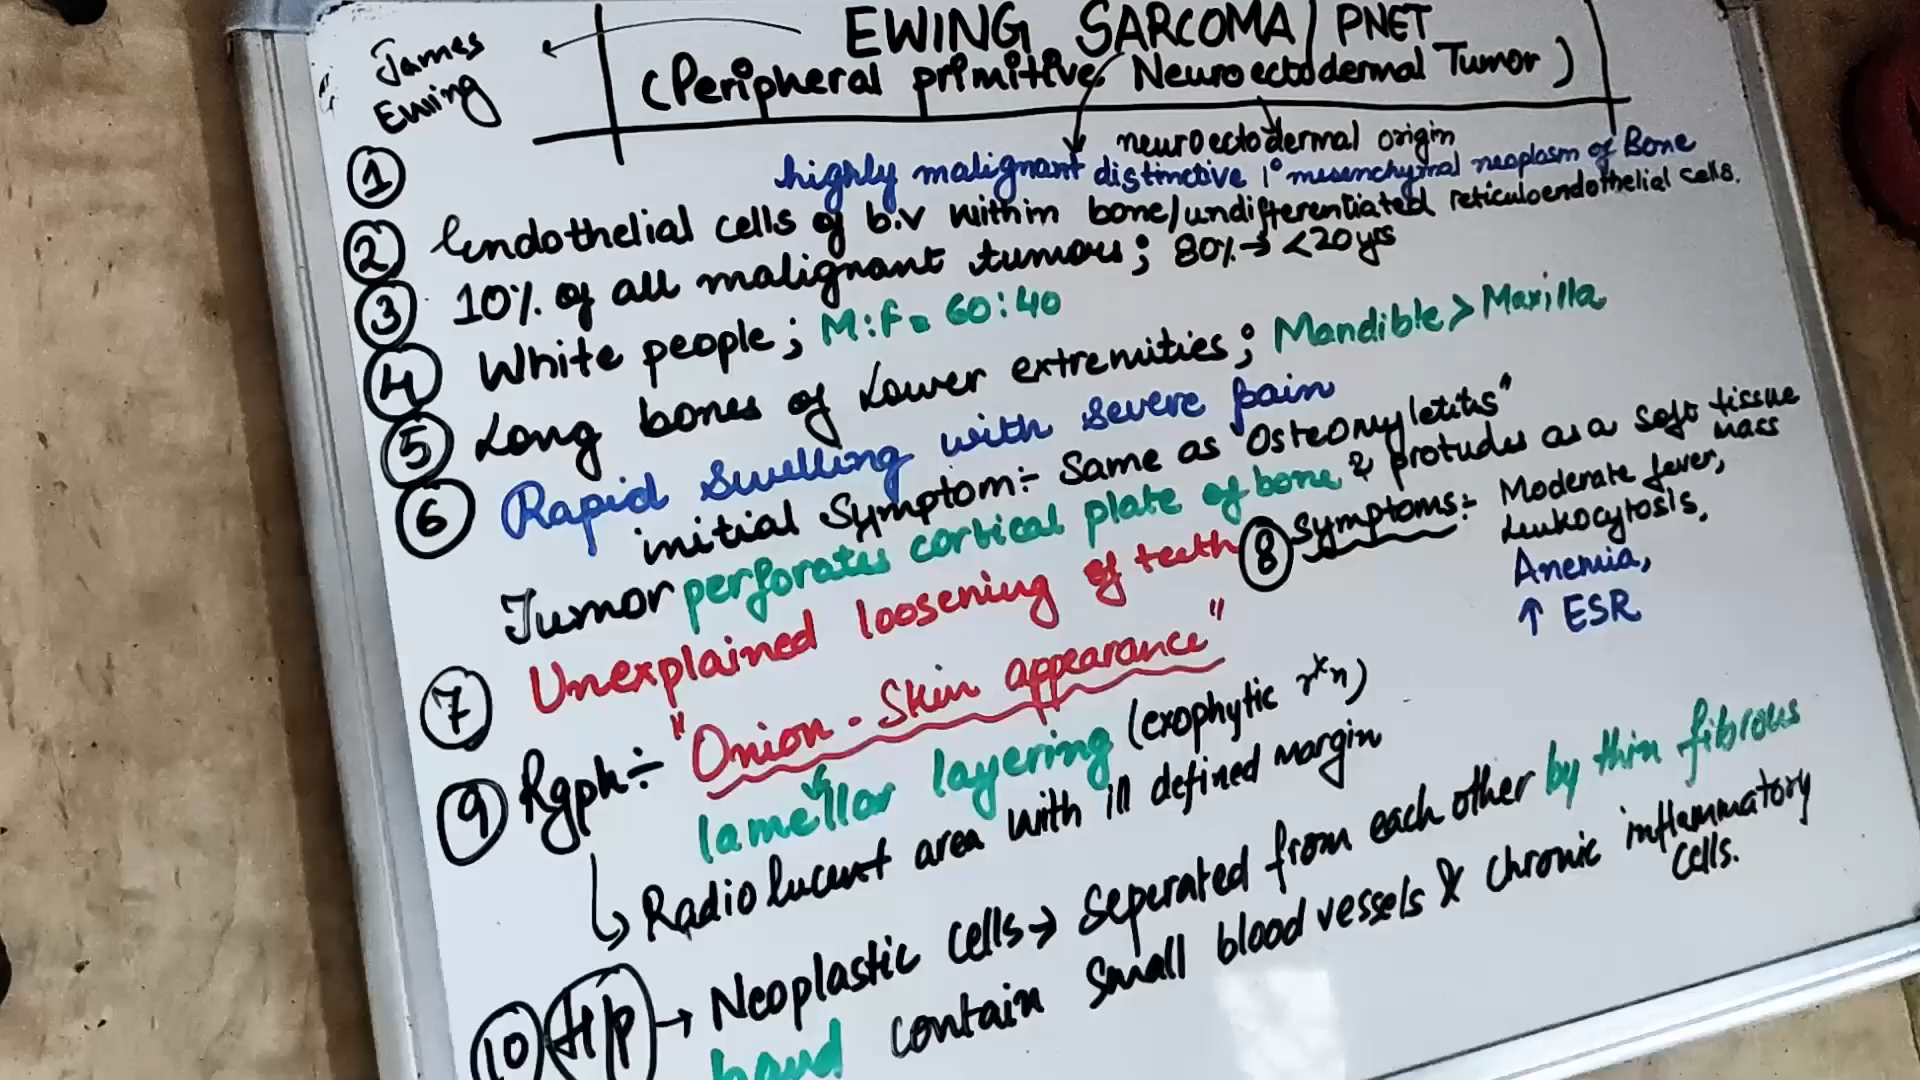 James
Ewing
EWING SARCOMA / PNET
(Peripheral primitive Neuroectodermal Tumor)
neuroectodermal origin
① highly malignant distinctive 1° mesenchymal neoplasm of Bone
② Endothelial cells of b.v within bone/undifferentiated reticuloendothelial cells.
③ 10% of all malignant tumours; 80% → <20yrs
④ White people; M:F = 60:40
⑤ Long bones of Lower extremities; Mandible > Maxilla
⑥ Rapid Swelling with severe pain
initial Symptom:- Same as "Osteomyletitis"
Tumor perforates cortical plate of bone & protudes as a soft tissue mass
⑦ Unexplained loosening of teeth
⑧ Symptoms:- Moderate fever,
Leukocytosis,
Anemia,
↑ ESR
⑨ Rgph:- "Onion-Skin appearance"
lamellar layering (exophytic rxn)
↳ Radiolucent area with ill defined margin
⑩ H/P → Neoplastic cells → Seperated from each other by thin fibrous
band contain Small blood vessels & chronic inflammatory
cells.